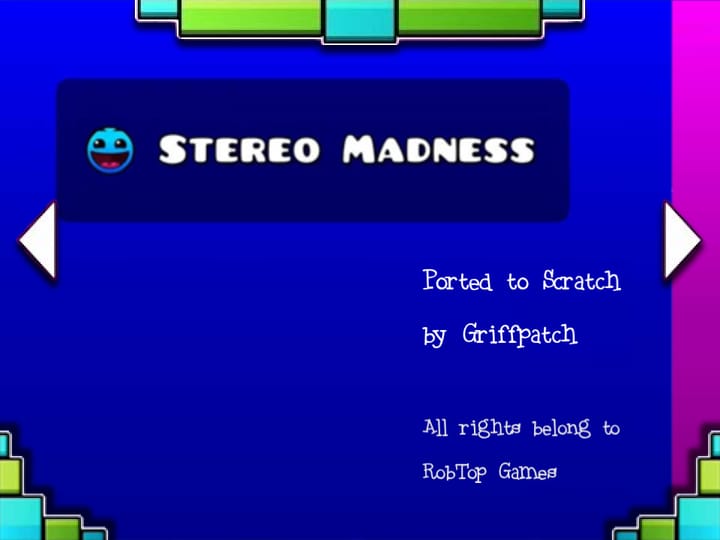 Stereo Madness
Ported to Scratch
by Griffpatch
All rights belong to
RobTop Games